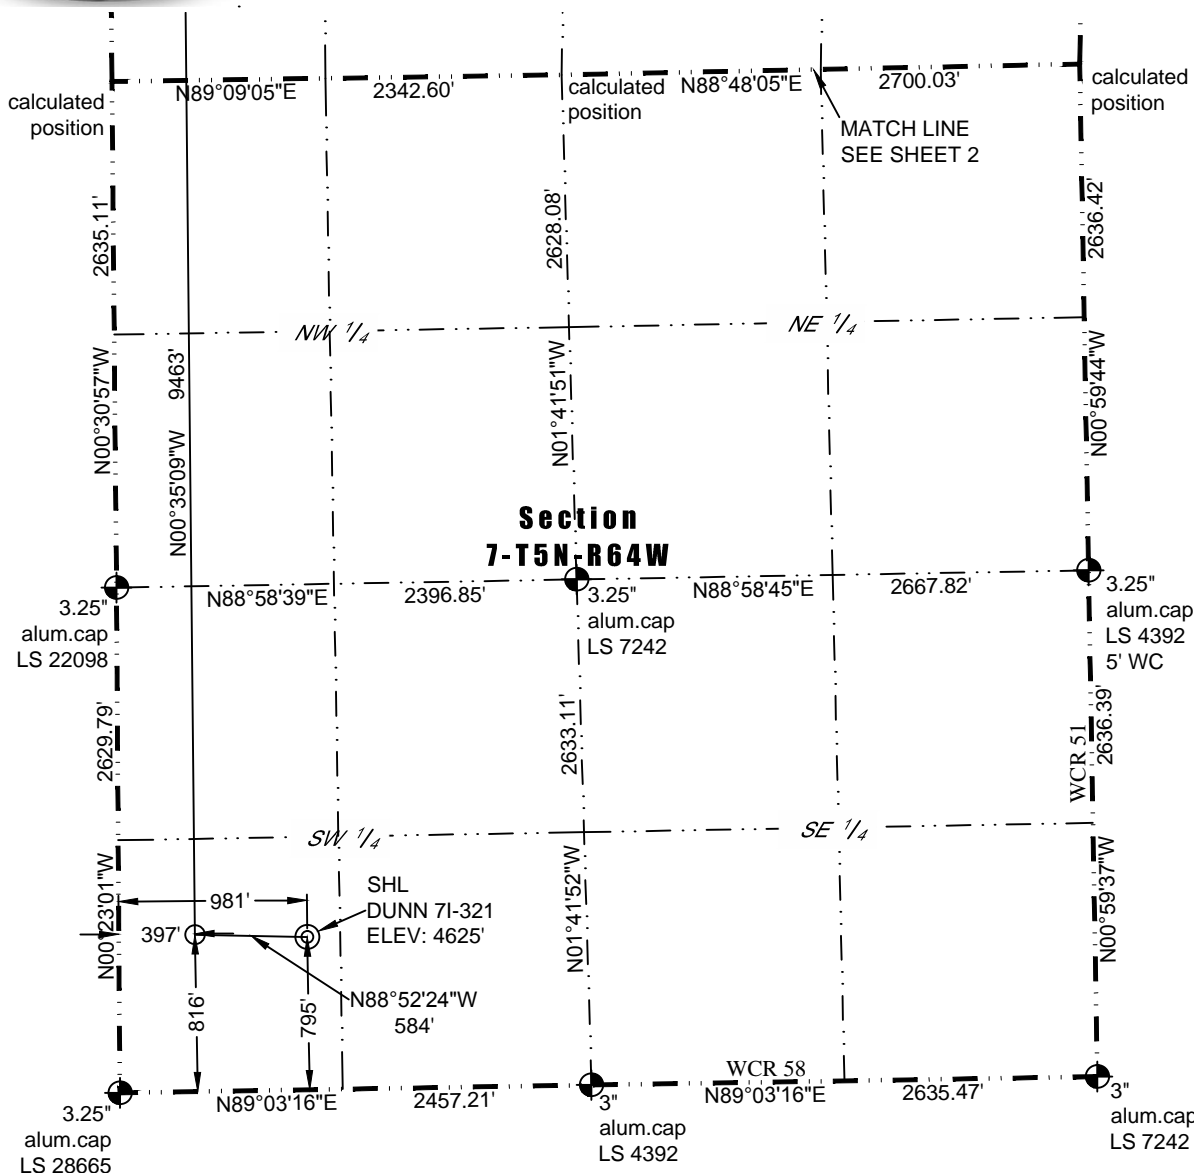 N89°09'05"E
2342.60'
calculated
position
N88°48'05"E
2700.03'
calculated
position
calculated
position
MATCH LINE
SEE SHEET 2
2635.11'
2628.08'
2636.42'
NW 1/4
NE 1/4
9463'
N00°30'57"W
N00°35'09"W
N01°41'51"W
N00°59'44"W
Section
7-T5N-R64W
N88°58'39"E
2396.85'
N88°58'45"E
2667.82'
3.25"
alum.cap
LS 22098
3.25"
alum.cap
LS 7242
3.25"
alum.cap
LS 4392
5' WC
2629.79'
2633.11'
WCR 51
2636.39'
SW 1/4
SE 1/4
N00°23'01"W
N01°41'52"W
N00°59'37"W
981'
SHL
DUNN 7I-321
ELEV: 4625'
397'
N88°52'24"W
584'
816'
795'
WCR 58
N89°03'16"E
2457.21'
N89°03'16"E
2635.47'
3.25"
alum.cap
LS 28665
3"
alum.cap
LS 4392
3"
alum.cap
LS 7242